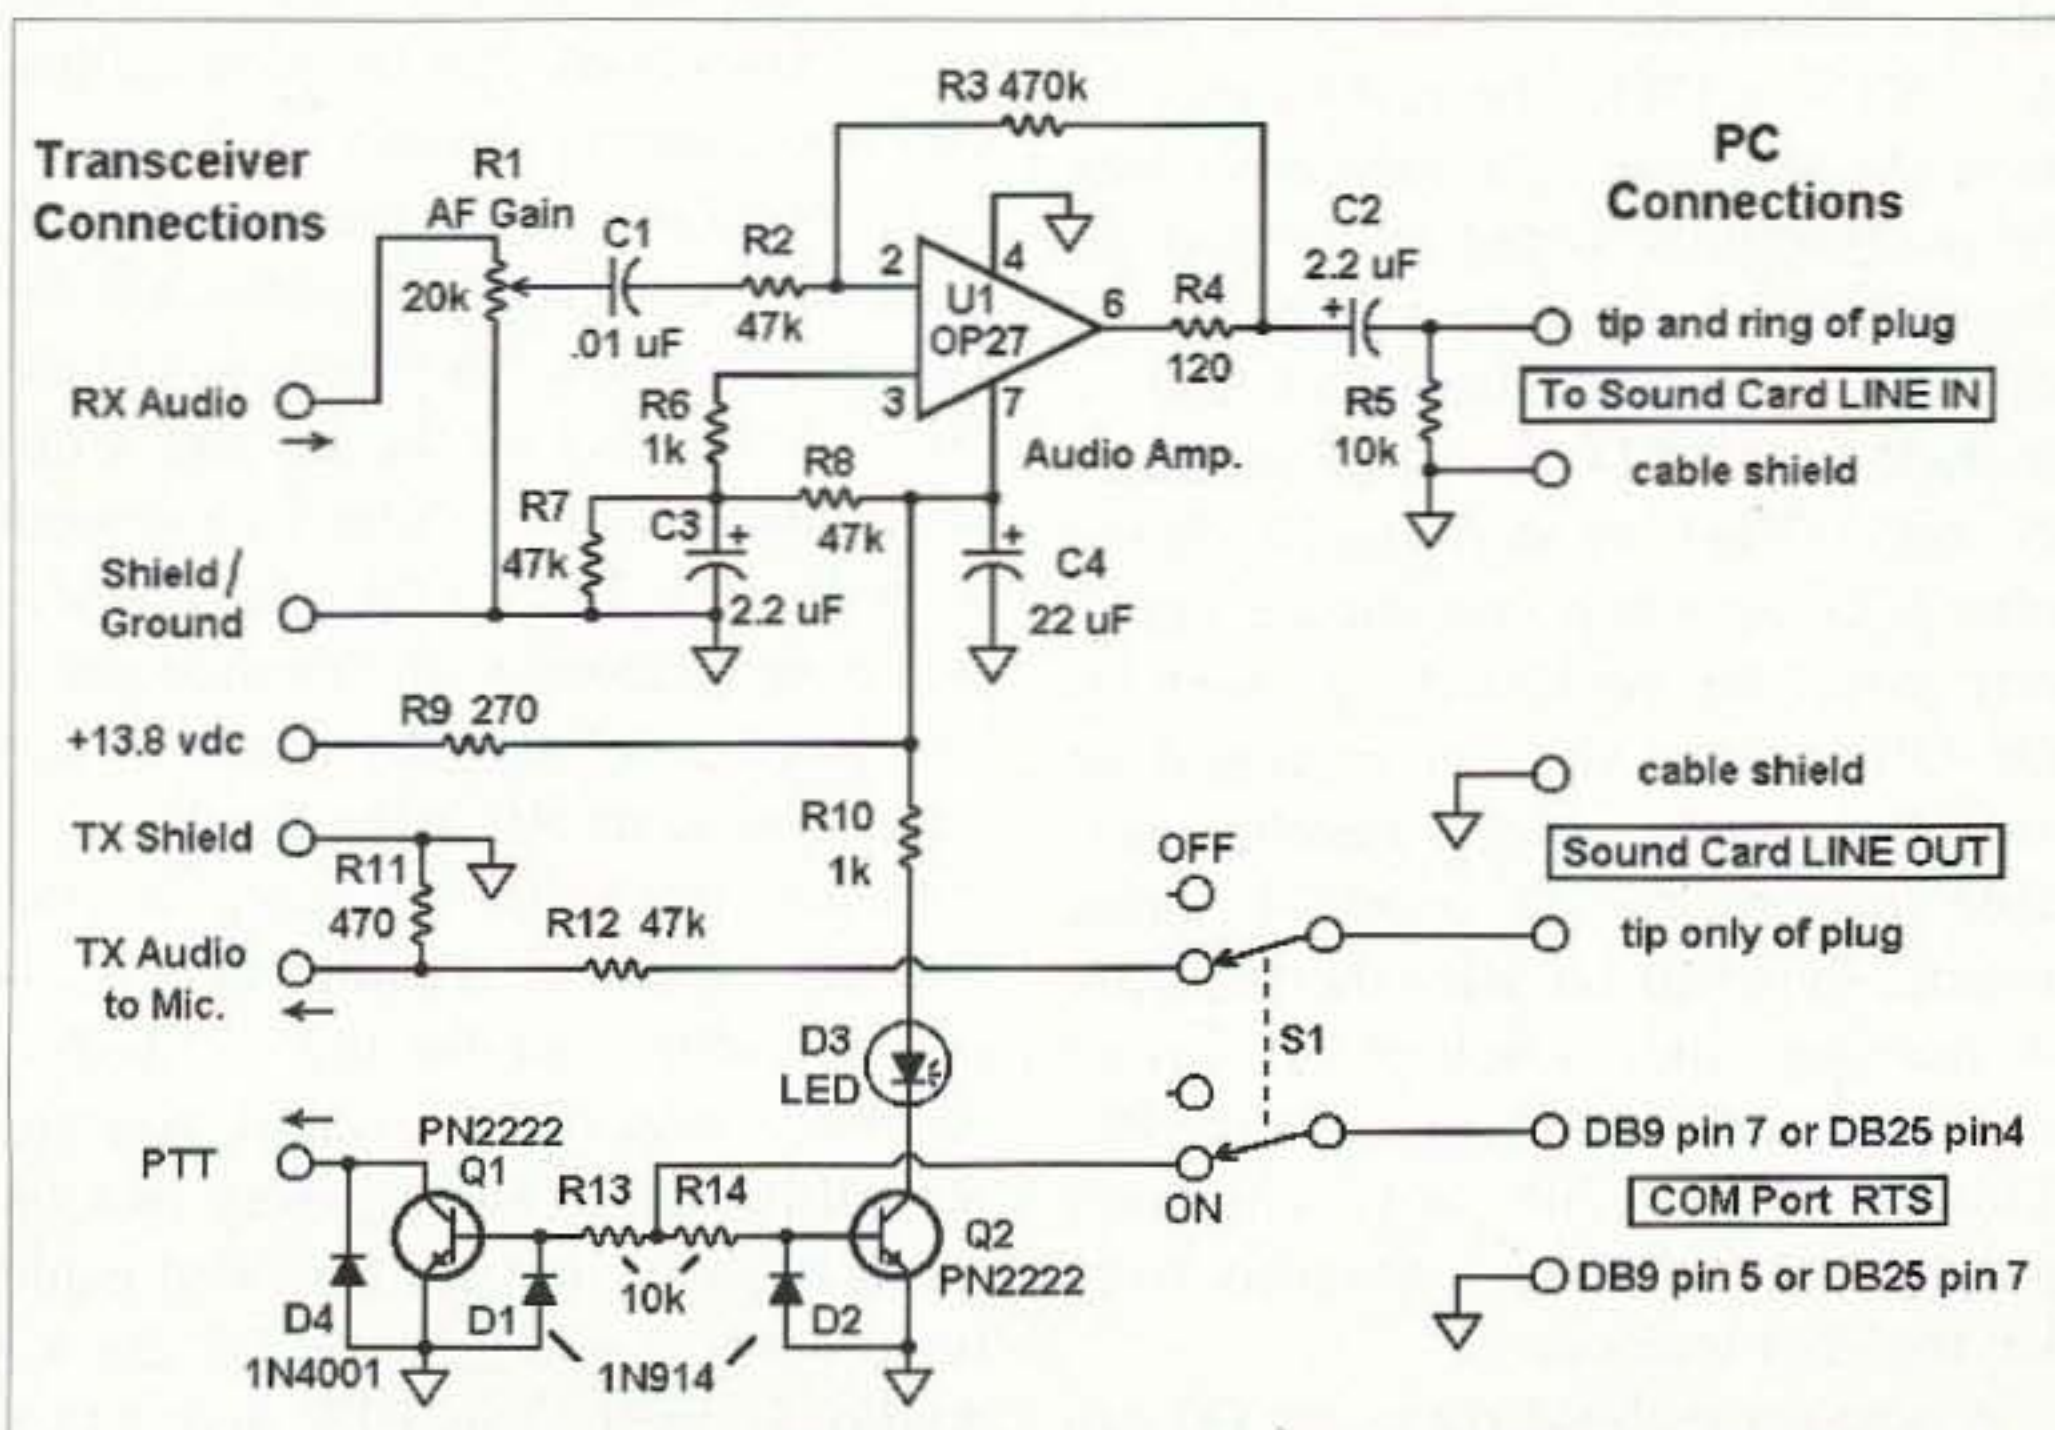 R3 470k
Transceiver
Connections
R1
AF Gain
20k
C1
.01 uF
R2
47k
2
4
U1
OP27
3
7
6
R4
120
C2
2.2 uF
+
PC
Connections
tip and ring of plug
To Sound Card LINE IN
R5
10k
cable shield
RX Audio
R6
1k
Audio Amp.
R8
47k
R7
47k
C3
+
2.2 uF
+
C4
22 uF
Shield/
Ground
+13.8 vdc
R9 270
cable shield
TX Shield
R11
470
R10
1k
OFF
Sound Card LINE OUT
TX Audio
to Mic.
R12 47k
tip only of plug
D3
LED
S1
PTT
PN2222
Q1
R13
R14
10k
ON
DB9 pin 7 or DB25 pin4
COM Port RTS
Q2
PN2222
DB9 pin 5 or DB25 pin 7
D4
1N4001
D1
1N914
D2